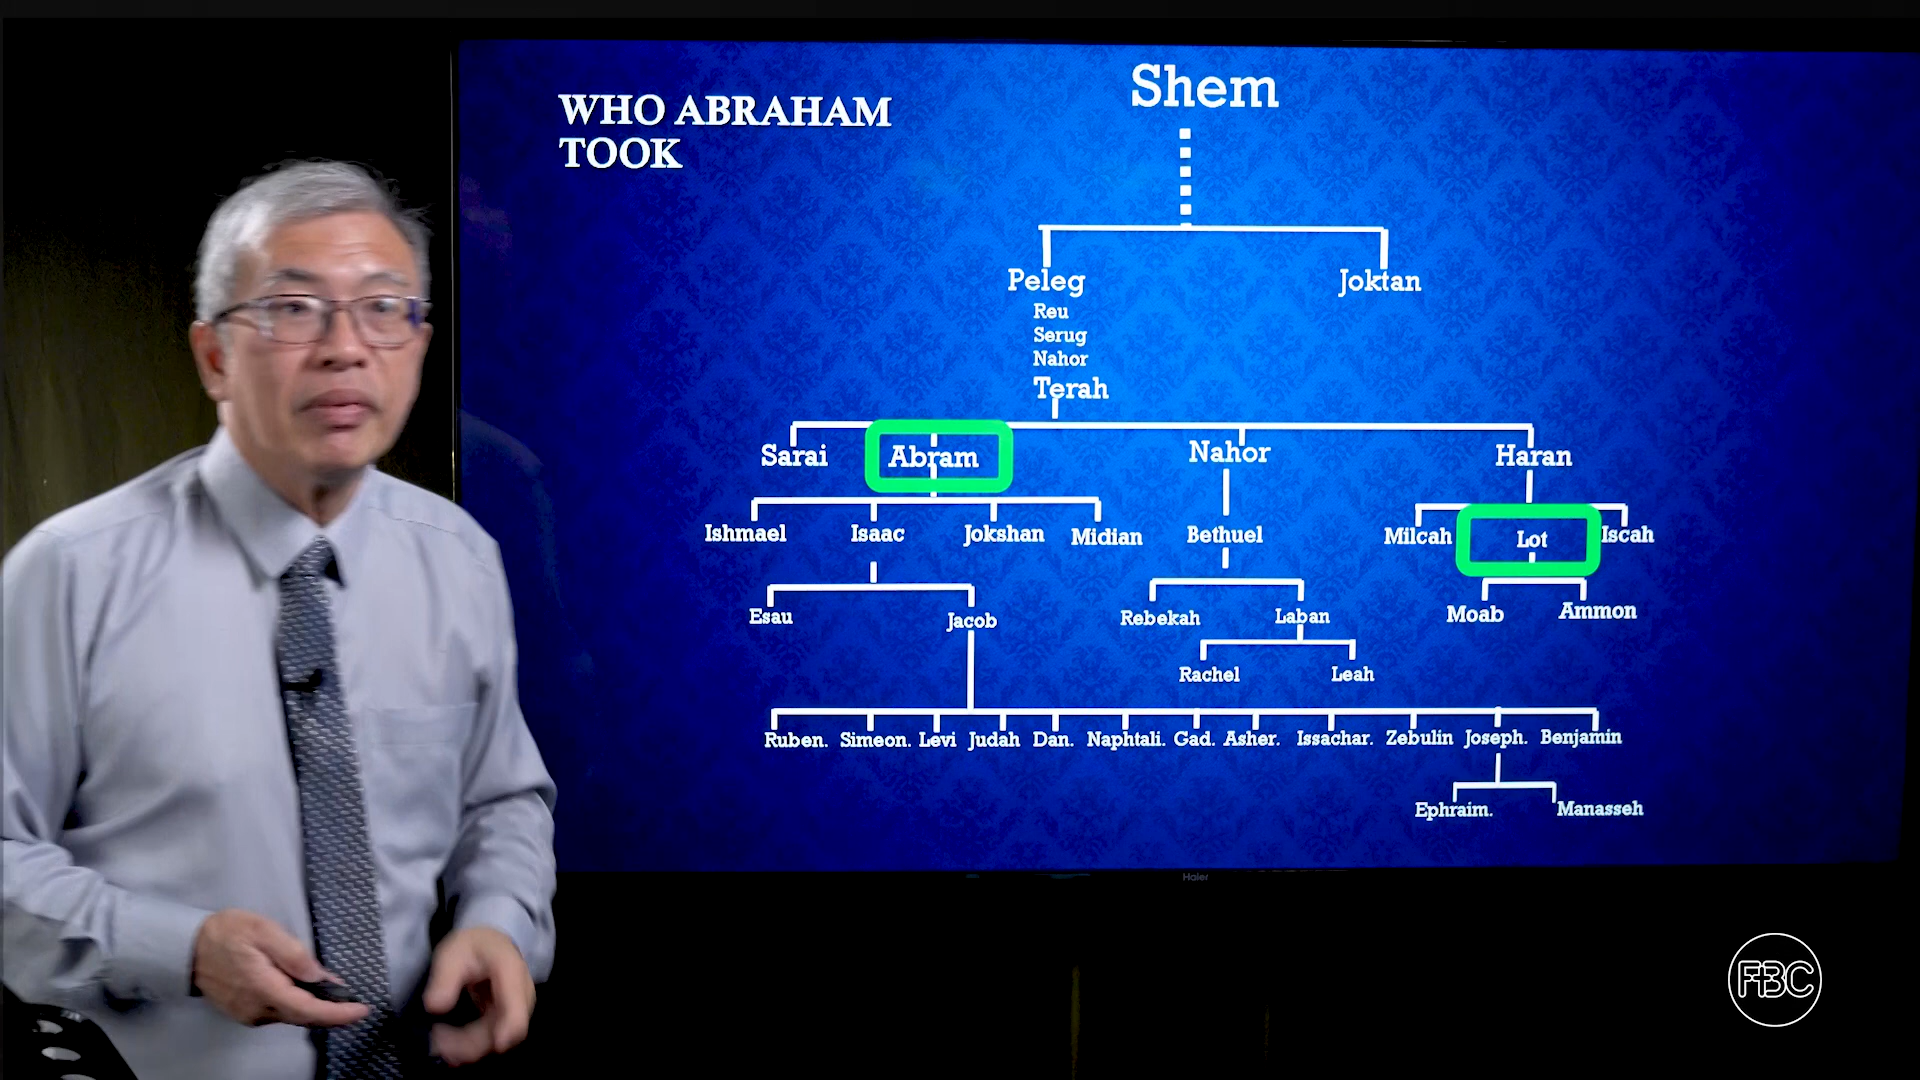 WHO ABRAHAM
TOOK
Shem
Peleg Joktan
Reu
Serug
Nahor
Terah
Sarai Abram Nahor Haran
Ishmael Isaac Jokshan Midian Bethuel Milcah Lot Iscah
Esau Jacob Rebekah Laban Moab Ammon
Rachel Leah
Ruben. Simeon. Levi Judah Dan. Naphtali. Gad. Asher. Issachar. Zebulin Joseph. Benjamin
Ephraim. Manasseh
Haier
FBC